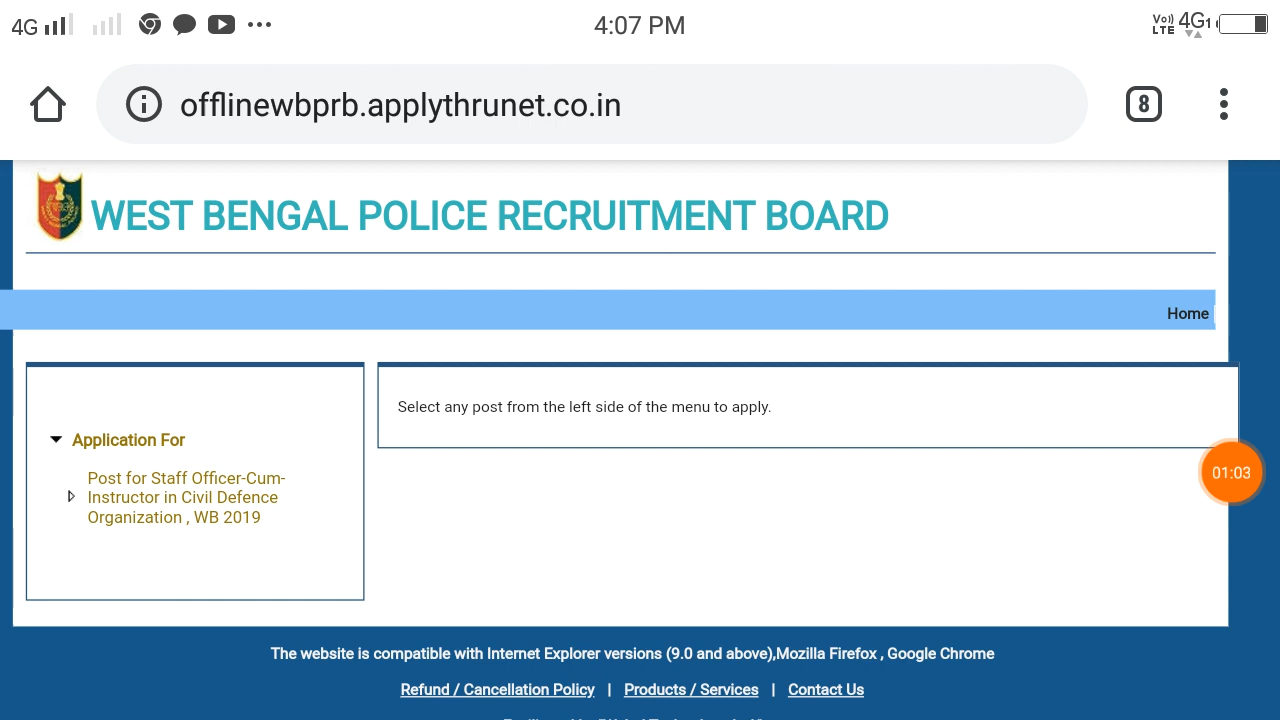 4G 4:07 PM Vo)) LTE 4G1
offlinewbprb.applythrunet.co.in 8
WEST BENGAL POLICE RECRUITMENT BOARD
Home
Select any post from the left side of the menu to apply.
Application For
Post for Staff Officer-Cum-
Instructor in Civil Defence
Organization , WB 2019
01:03
The website is compatible with Internet Explorer versions (9.0 and above),Mozilla Firefox , Google Chrome
Refund / Cancellation Policy | Products / Services | Contact Us